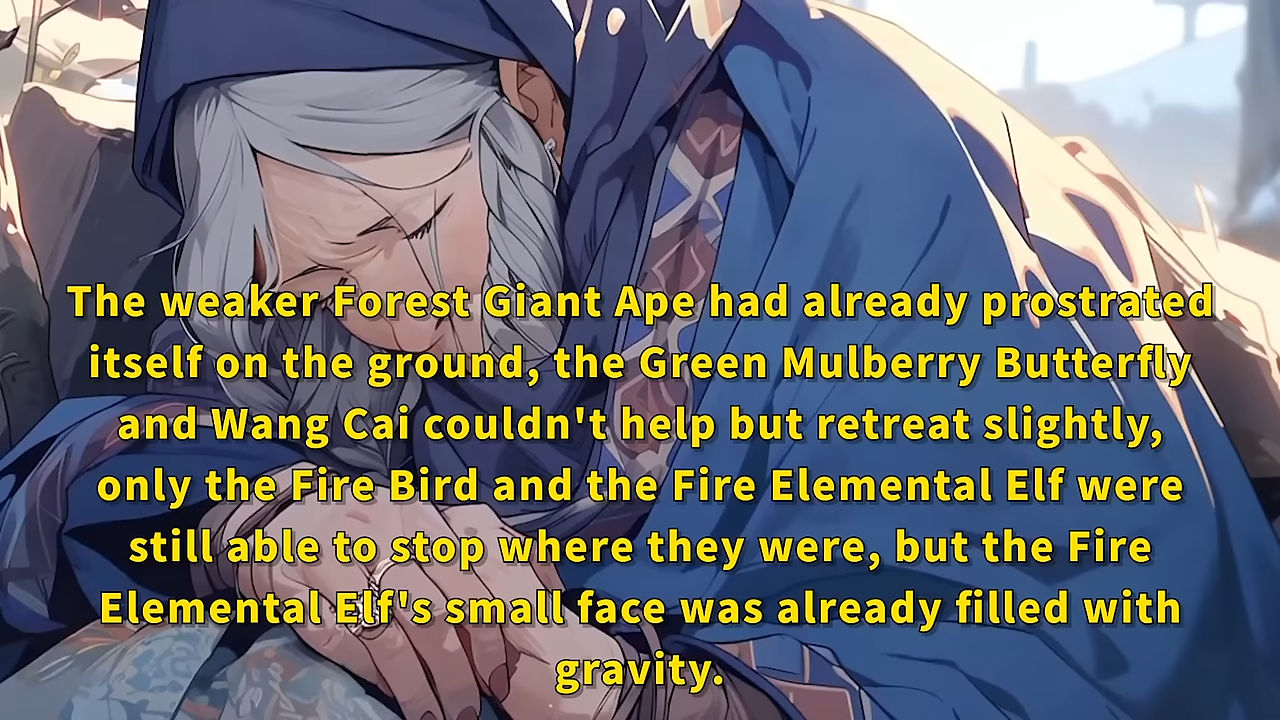 The weaker Forest Giant Ape had already prostrated
itself on the ground, the Green Mulberry Butterfly
and Wang Cai couldn't help but retreat slightly,
only the Fire Bird and the Fire Elemental Elf were
still able to stop where they were, but the Fire
Elemental Elf's small face was already filled with
gravity.